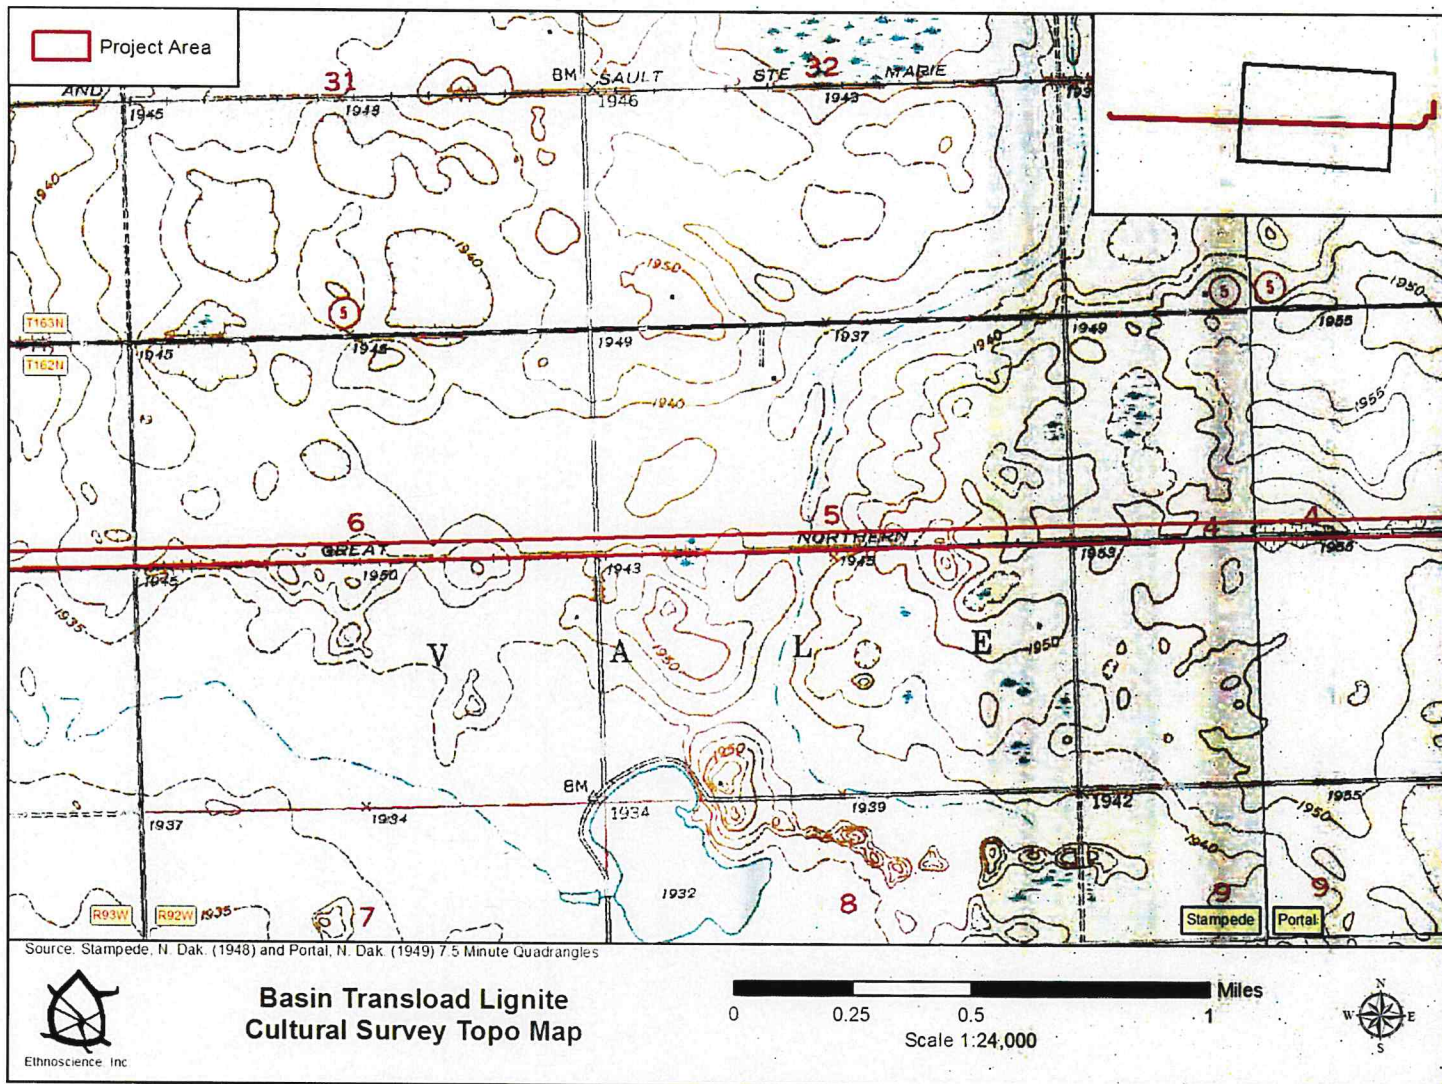 Project Area
31
32
BM
SAULT
STE
MARIE
AND
1945
1948
1946
1943
193
1940
1940
1950
1950
5
5
5
T163N
T162N
1945
1949
1937
1949
1955
1940
1940
1955
6
5
4
4
GREAT
NORTHERN
1945
1950
1943
1945
1953
1955
1935
V
A
L
E
1950
1950
1950
BM
1937
1934
1934
1939
1942
1955
1950
1940
1932
R93W
R92W
1935
7
8
9
9
Stampede
Portal
Source: Stampede, N. Dak. (1948) and Portal, N. Dak. (1949) 7.5 Minute Quadrangles
Basin Transload Lignite
Cultural Survey Topo Map
Ethnoscience, Inc.
Miles
0
0.25
0.5
1
Scale 1:24,000
N
W
E
S